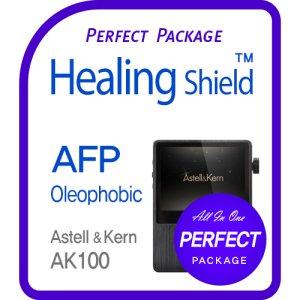 PERFECT PACKAGE
Healing Shield™
AFP
Oleophobic
Astell & Kern
AK100
Astell&Kern
All In One
PERFECT
PACKAGE